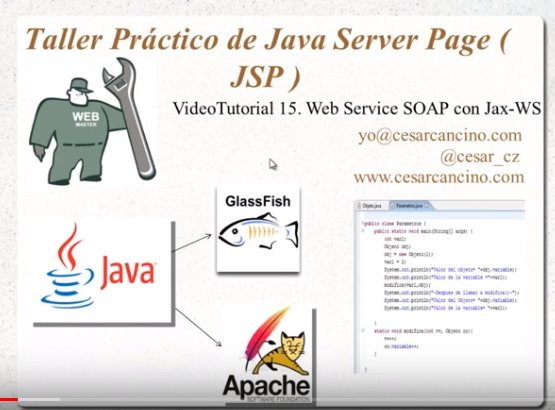 Taller Práctico de Java Server Page (
JSP )
VideoTutorial 15. Web Service SOAP con Jax-WS
WEB
MASTER
yo@cesarcancino.com
@cesar_cz
www.cesarcancino.com
GlassFish
Java
Apache
SOFTWARE FOUNDATION
Objeto.java
Parametros.java
public class Parametros {
public static void main(String[] args) {
int var1;
Objeto obj;
obj = new Objeto(1);
var1 = 2;
System.out.println("Valor del objeto= "+obj.variable);
System.out.println("Valor de la variable ="+var1);
modifica(var1,obj);
System.out.println("-Despues de llamar a modifica()-");
System.out.println("Valor del objeto= "+obj.variable);
System.out.println("Valor de la variable= "+var1);
}
static void modifica(int vv, Objeto oo){
vv++;
oo.variable++;
}
}